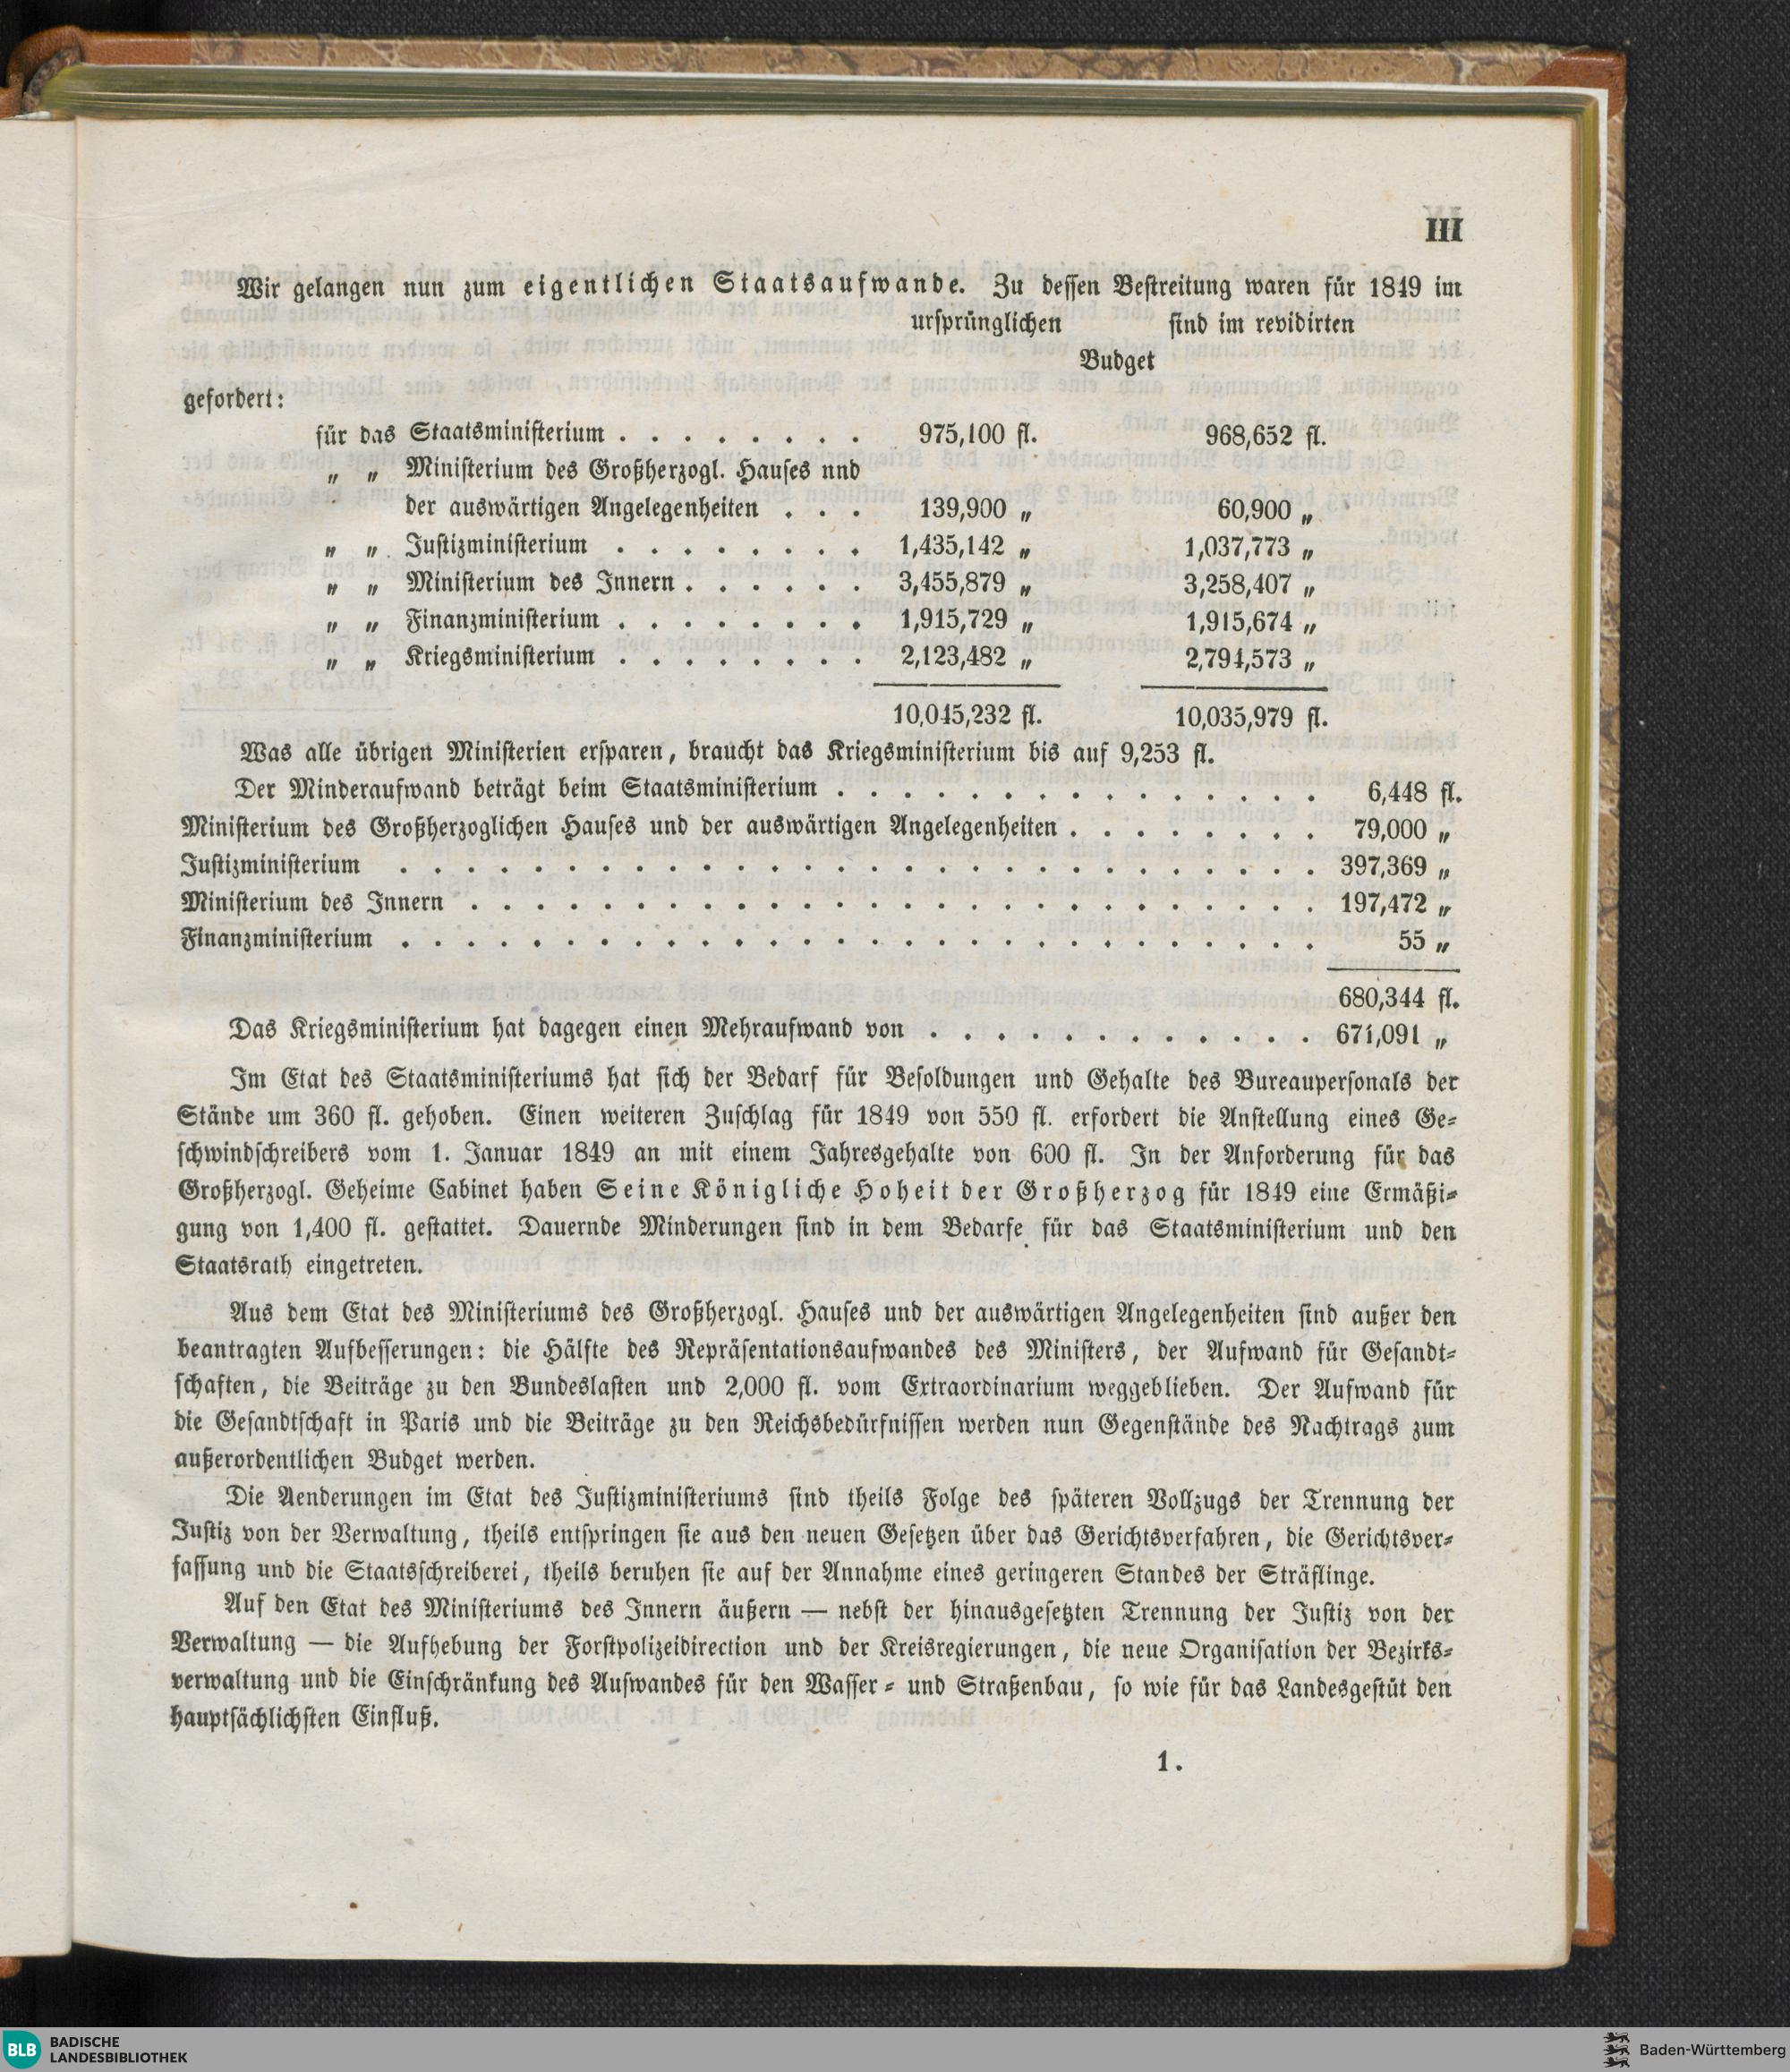 III
Wir gelangen nun zum eigentlichen Staatsaufwande. Zu dessen Bestreitung waren für 1849 im
ursprünglichen sind im revidirten
Budget
gefordert:
für das Staatsministerium . . . . . . . . 975,100 fl. 968,652 fl.
„ „ Ministerium des Großherzogl. Hauses nnd
der auswärtigen Angelegenheiten . . . 139,900 „ 60,900 „
„ „ Justizministerium . . . . . . . . 1,435,142 „ 1,037,773 „
„ „ Ministerium des Innern . . . . . . 3,455,879 „ 3,258,407 „
„ „ Finanzministerium . . . . . . . . 1,915,729 „ 1,915,674 „
„ „ Kriegsministerium . . . . . . . . 2,123,482 „ 2,794,573 „
10,045,232 fl. 10,035,979 fl.
Was alle übrigen Ministerien ersparen, braucht das Kriegsministerium bis auf 9,253 fl.
Der Minderaufwand beträgt beim Staatsministerium . . . . . . . . . . . . . . . 6,448 fl.
Ministerium des Großherzoglichen Hauses und der auswärtigen Angelegenheiten . . . . . . . . 79,000 „
Justizministerium . . . . . . . . . . . . . . . . . . . . . . . . . . . . 397,369 „
Ministerium des Innern . . . . . . . . . . . . . . . . . . . . . . . . . . 197,472 „
Finanzministerium . . . . . . . . . . . . . . . . . . . . . . . . . . . . 55 „
680,344 fl.
Das Kriegsministerium hat dagegen einen Mehraufwand von . . . . . . . . . . . . 671,091 „
Im Etat des Staatsministeriums hat sich der Bedarf für Besoldungen und Gehalte des Bureaupersonals der
Stände um 360 fl. gehoben. Einen weiteren Zuschlag für 1849 von 550 fl. erfordert die Anstellung eines Ge-
schwindschreibers vom 1. Januar 1849 an mit einem Jahresgehalte von 600 fl. In der Anforderung für das
Großherzogl. Geheime Cabinet haben Seine Königliche Hoheit der Großherzog für 1849 eine Ermäßi-
gung von 1,400 fl. gestattet. Dauernde Minderungen sind in dem Bedarfe für das Staatsministerium und den
Staatsrath eingetreten.
Aus dem Etat des Ministeriums des Großherzogl. Hauses und der auswärtigen Angelegenheiten sind außer den
beantragten Aufbesserungen: die Hälfte des Repräsentationsaufwandes des Ministers, der Aufwand für Gesandt-
schaften, die Beiträge zu den Bundeslasten und 2,000 fl. vom Extraordinarium weggeblieben. Der Aufwand für
die Gesandtschaft in Paris und die Beiträge zu den Reichsbedürfnissen werden nun Gegenstände des Nachtrags zum
außerordentlichen Budget werden.
Die Aenderungen im Etat des Justizministeriums sind theils Folge des späteren Vollzugs der Trennung der
Justiz von der Verwaltung, theils entspringen sie aus den neuen Gesetzen über das Gerichtsverfahren, die Gerichtsver-
fassung und die Staatsschreiberei, theils beruhen sie auf der Annahme eines geringeren Standes der Sträflinge.
Auf den Etat des Ministeriums des Innern äußern — nebst der hinausgesetzten Trennung der Justiz von der
Verwaltung — die Aufhebung der Forstpolizeidirection und der Kreisregierungen, die neue Organisation der Bezirks-
verwaltung und die Einschränkung des Aufwandes für den Wasser- und Straßenbau, so wie für das Landesgestüt den
hauptsächlichsten Einfluß.
1.
BLB BADISCHE
LANDESBIBLIOTHEK
Baden-Württemberg